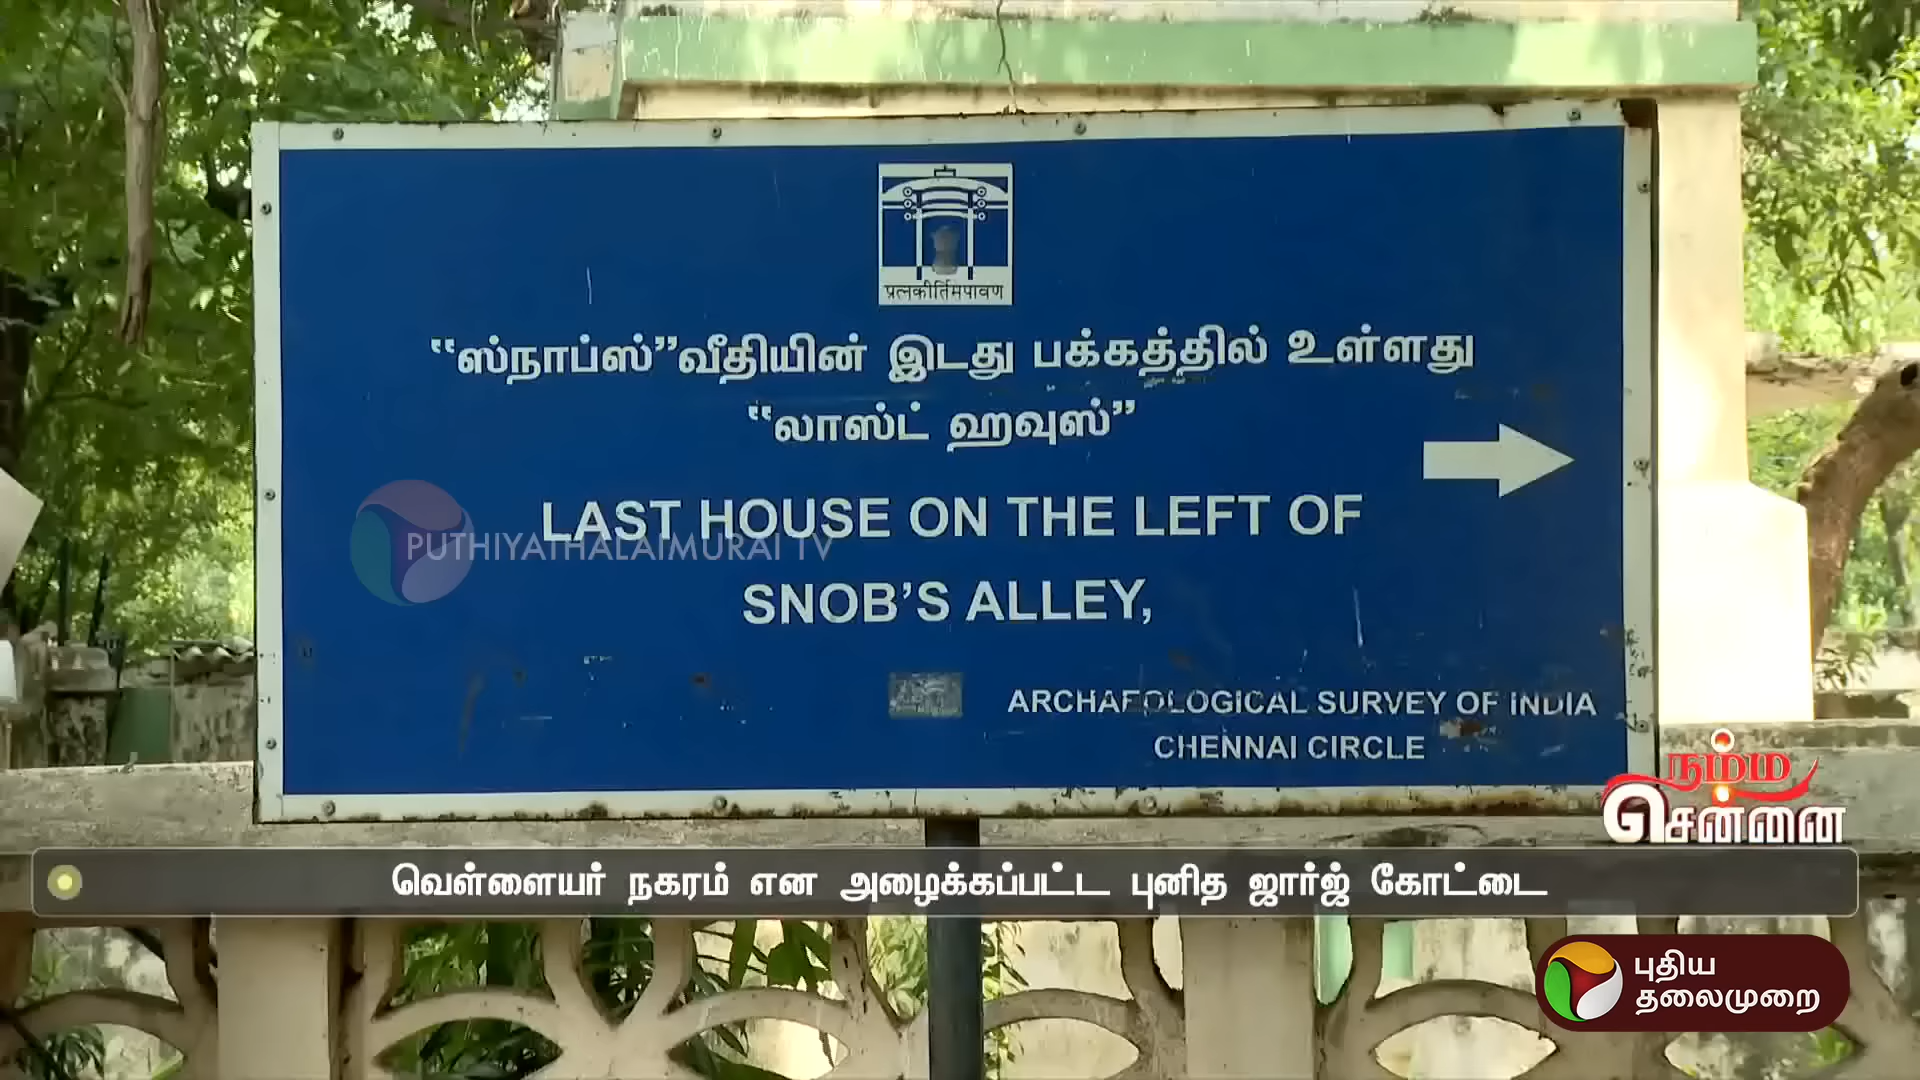 प्रत्नकीर्तिमपावृणु
“ஸ்நாப்ஸ்”வீதியின் இடது பக்கத்தில் உள்ளது
“லாஸ்ட் ஹவுஸ்”
LAST HOUSE ON THE LEFT OF
PUTHIYATHALAIMURAI TV
SNOB’S ALLEY,
ARCHAEOLOGICAL SURVEY OF INDIA
CHENNAI CIRCLE
நம்ம
சென்னை
வெள்ளையர் நகரம் என அழைக்கப்பட்ட புனித ஜார்ஜ் கோட்டை
புதிய
தலைமுறை